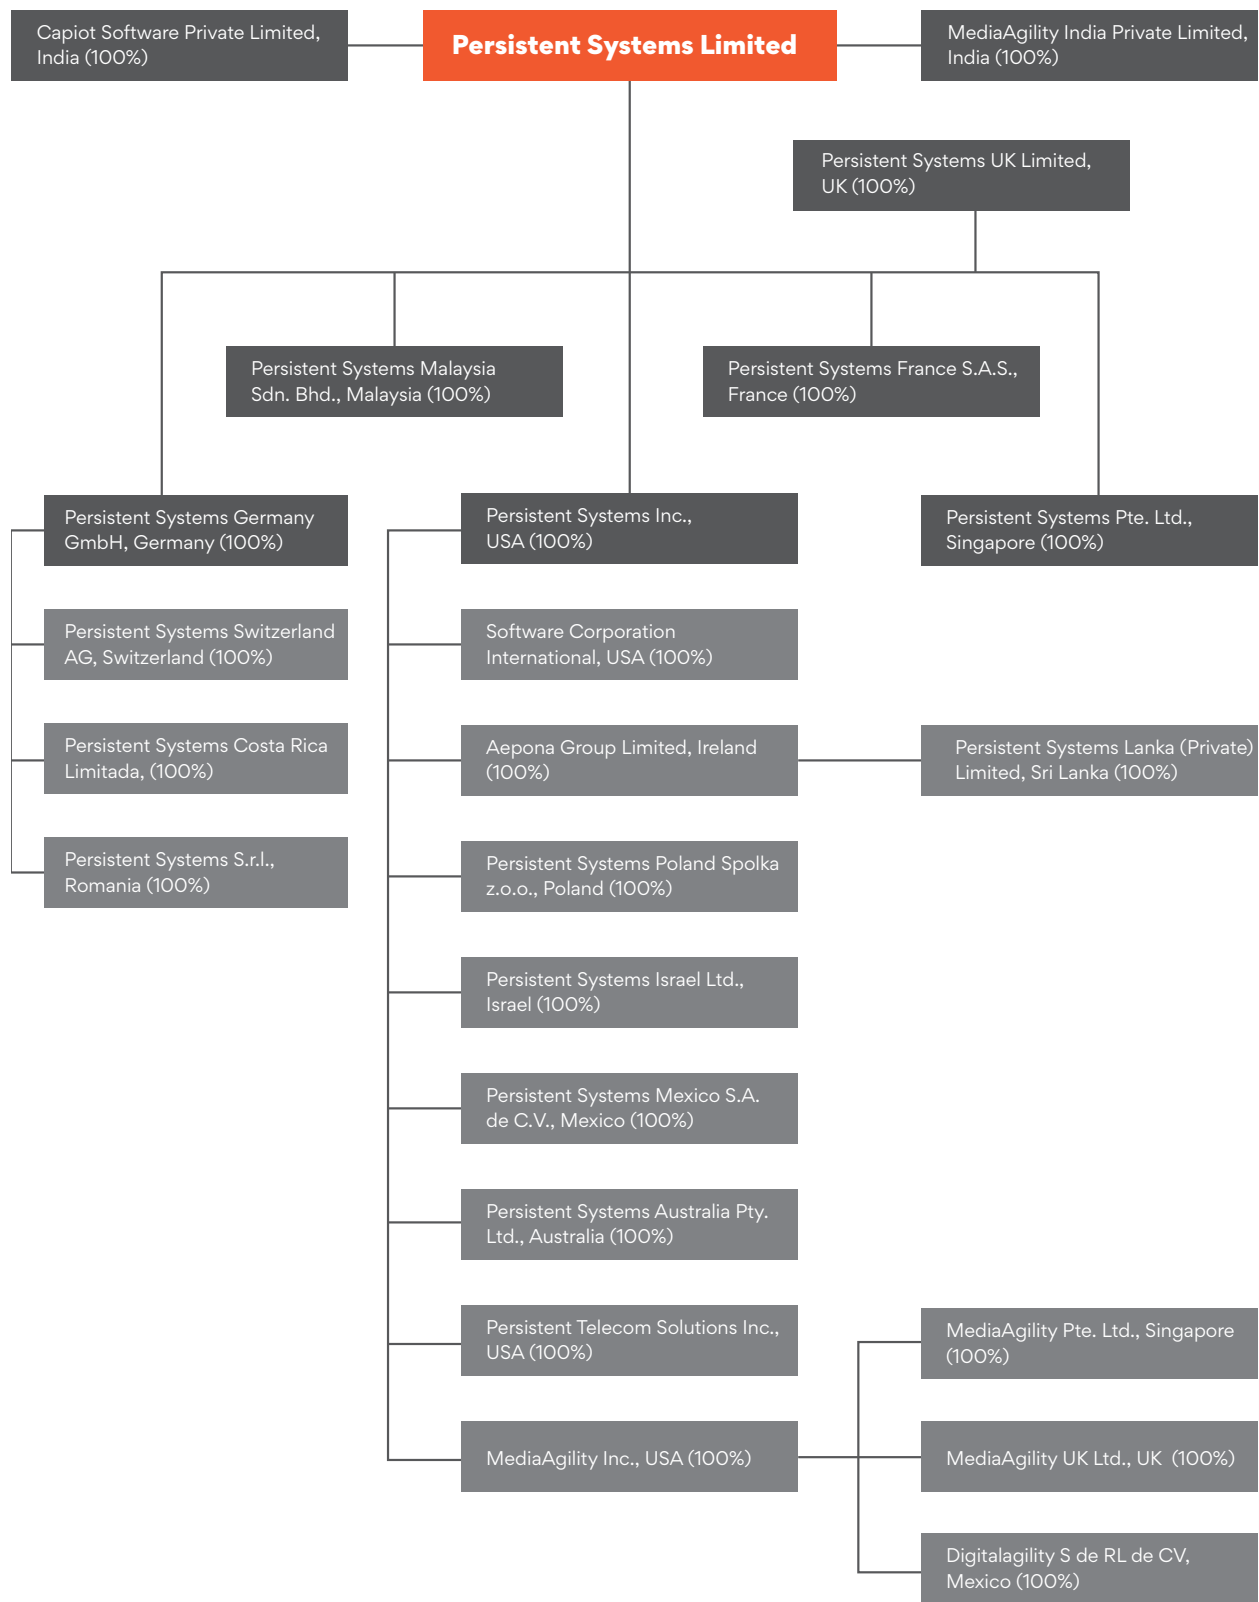 Capiot Software Private Limited,
India (100%)
Persistent Systems Limited
MediaAgility India Private Limited,
India (100%)
Persistent Systems UK Limited,
UK (100%)
Persistent Systems Malaysia
Sdn. Bhd., Malaysia (100%)
Persistent Systems France S.A.S.,
France (100%)
Persistent Systems Germany
GmbH, Germany (100%)
Persistent Systems Inc.,
USA (100%)
Persistent Systems Pte. Ltd.,
Singapore (100%)
Persistent Systems Switzerland
AG, Switzerland (100%)
Software Corporation
International, USA (100%)
Persistent Systems Costa Rica
Limitada, (100%)
Aepona Group Limited, Ireland
(100%)
Persistent Systems Lanka (Private)
Limited, Sri Lanka (100%)
Persistent Systems S.r.l.,
Romania (100%)
Persistent Systems Poland Spolka
z.o.o., Poland (100%)
Persistent Systems Israel Ltd.,
Israel (100%)
Persistent Systems Mexico S.A.
de C.V., Mexico (100%)
Persistent Systems Australia Pty.
Ltd., Australia (100%)
Persistent Telecom Solutions Inc.,
USA (100%)
MediaAgility Pte. Ltd., Singapore
(100%)
MediaAgility Inc., USA (100%)
MediaAgility UK Ltd., UK (100%)
Digitalagility S de RL de CV,
Mexico (100%)